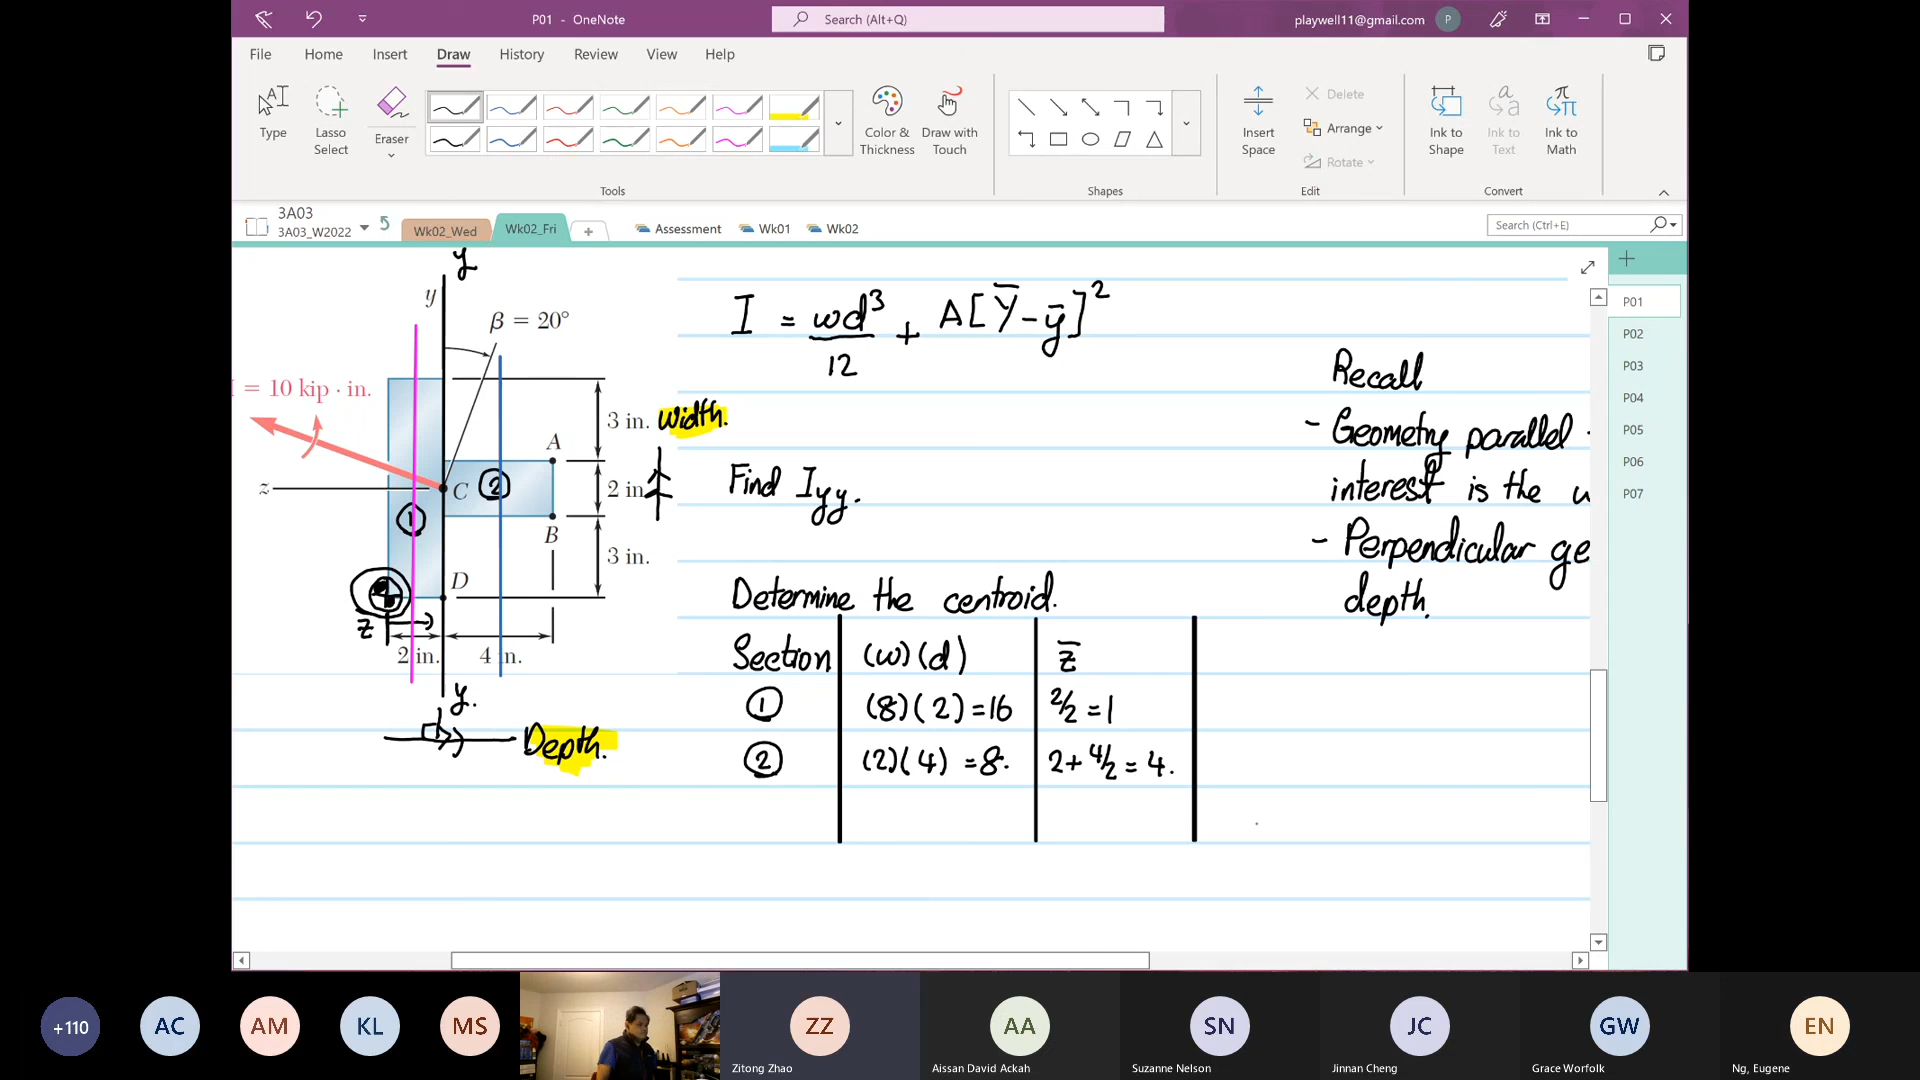 P01 - OneNote
Search (Alt+Q)
playwell11@gmail.com
P
File Home Insert Draw History Review View Help
Type
Lasso Select
Eraser
Color & Thickness
Draw with Touch
Insert Space
Delete
Arrange
Rotate
Ink to Shape
Ink to Text
Ink to Math
Tools Shapes Edit Convert
3A03
3A03_W2022
Wk02_Wed
Wk02_Fri
Assessment
Wk01
Wk02
Search (Ctrl+E)
P01
P02
P03
P04
P05
P06
P07
y
y
β = 20°
= 10 kip · in.
3 in. width.
A
z
C
②
2 in.
①
B
3 in.
D
z
2 in. 4 in.
y.
d
Depth.
I = wd³/12 + A[Ȳ - ȳ]²
Find Iyy.
Determine the centroid.
Section (w)(d) z̄
① (8)(2)=16 2/2 = 1
② (2)(4) =8. 2+ 4/2 = 4.
Recall
- Geometry parallel
interest is the w
- Perpendicular ge
depth.
+110
AC
AM
KL
MS
ZZ
Zitong Zhao
AA
Aissan David Ackah
SN
Suzanne Nelson
JC
Jinnan Cheng
GW
Grace Worfolk
EN
Ng, Eugene